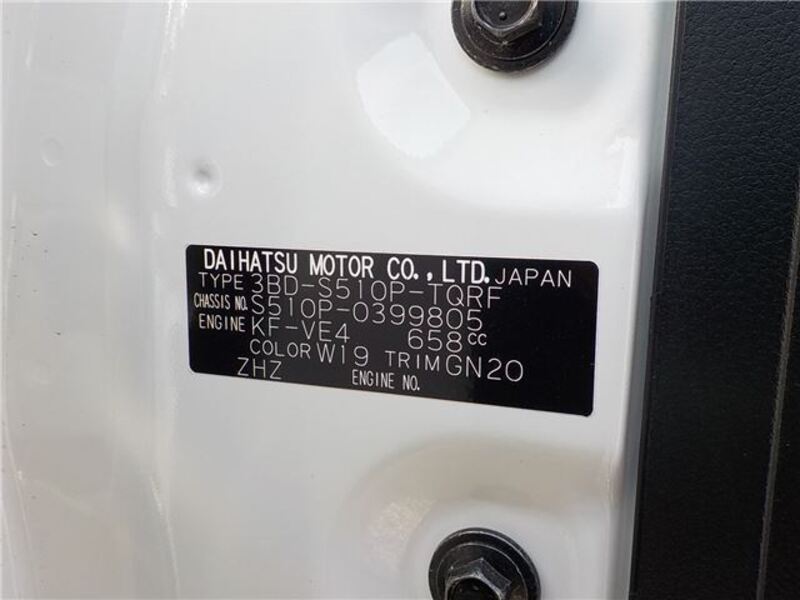 DAIHATSU MOTOR CO., LTD. JAPAN
TYPE 3BD-S510P-TQRF
CHASSIS NO. S510P-0399805
ENGINE KF-VE4 658cc
COLOR W19 TRIM GN20
ZHZ ENGINE NO.